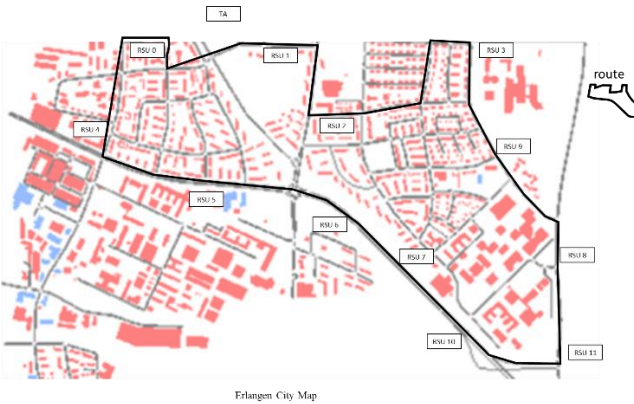 TA
RSU 0
RSU 1
RSU 3
route
RSU 4
RSU 2
RSU 9
RSU 5
RSU 6
RSU 7
RSU 8
RSU 10
RSU 11
Erlangen City Map